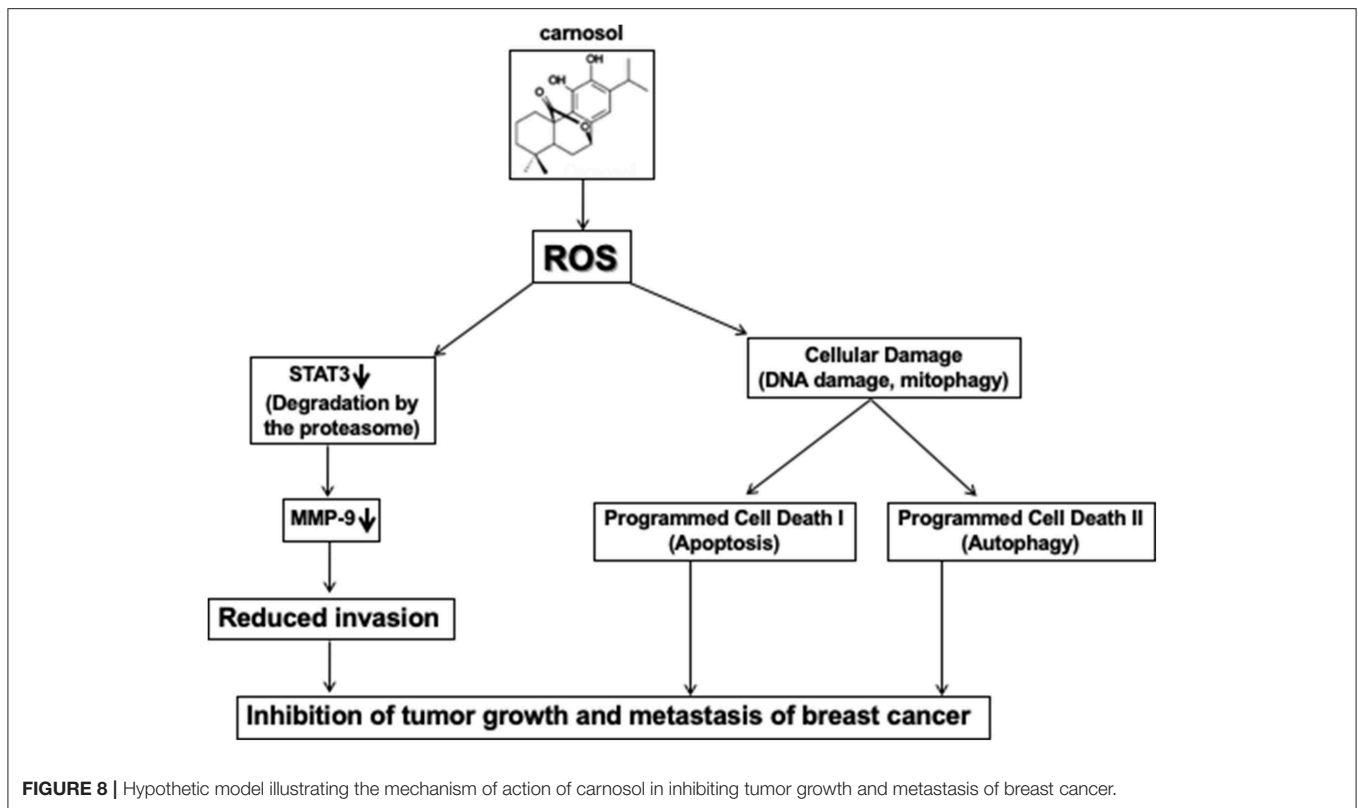 carnosol
OH
OH
O
O
ROS
STAT3↓
(Degradation by
the proteasome)
Cellular Damage
(DNA damage, mitophagy)
MMP-9↓
Programmed Cell Death I
(Apoptosis)
Programmed Cell Death II
(Autophagy)
Reduced invasion
Inhibition of tumor growth and metastasis of breast cancer
FIGURE 8 | Hypothetic model illustrating the mechanism of action of carnosol in inhibiting tumor growth and metastasis of breast cancer.